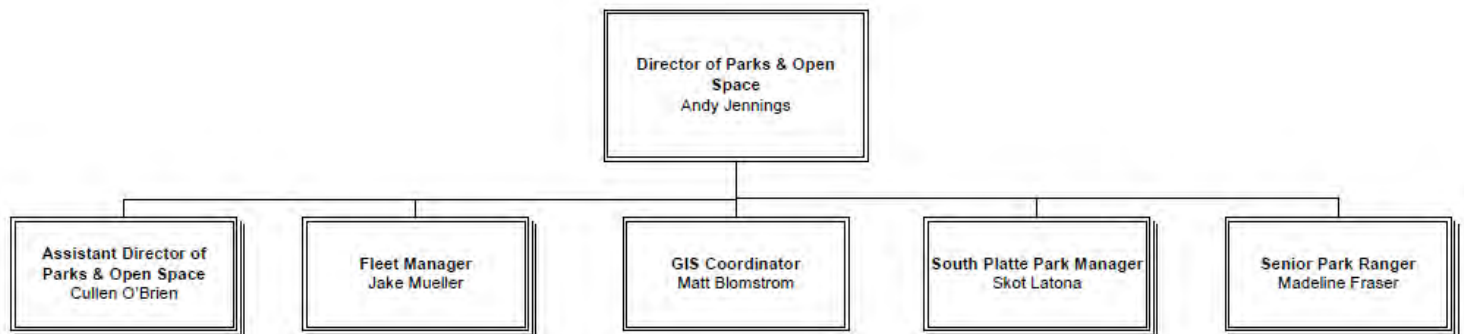 Director of Parks & Open
Space
Andy Jennings
Assistant Director of
Parks & Open Space
Cullen O'Brien
Fleet Manager
Jake Mueller
GIS Coordinator
Matt Blomstrom
South Platte Park Manager
Skot Latona
Senior Park Ranger
Madeline Fraser